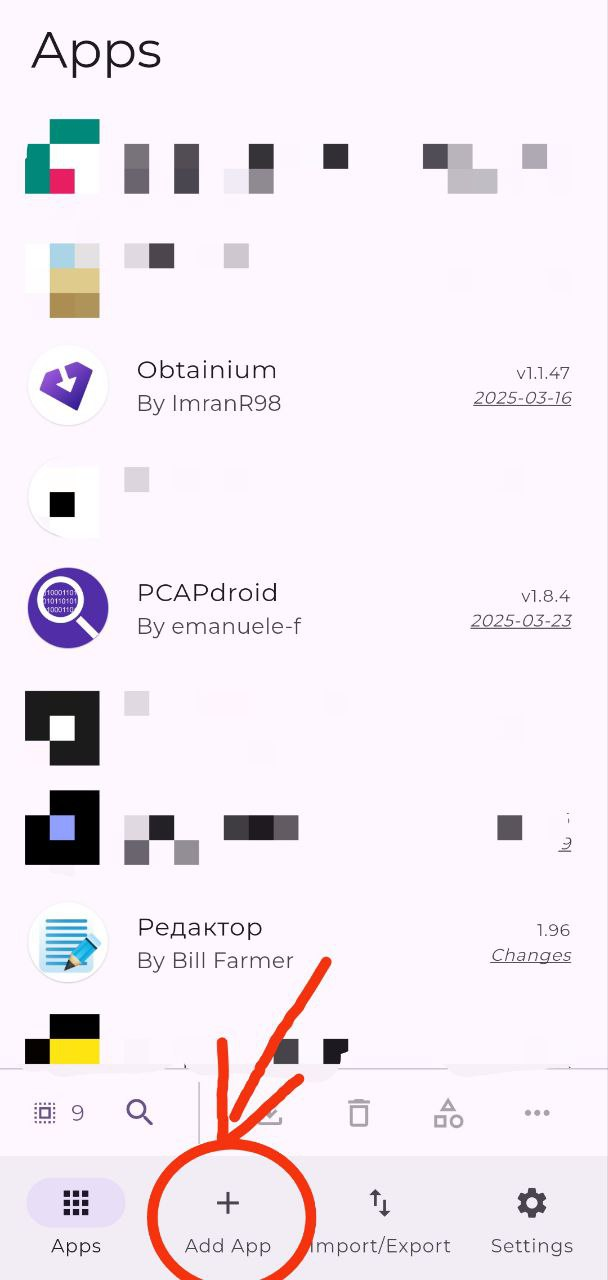 Apps
Obtainium
v1.1.47
By ImranR98
2025-03-16
PCAPdroid
v1.8.4
By emanuele-f
2025-03-23
Редактор
1.96
By Bill Farmer
Changes
9
Apps
Add App
Import/Export
Settings